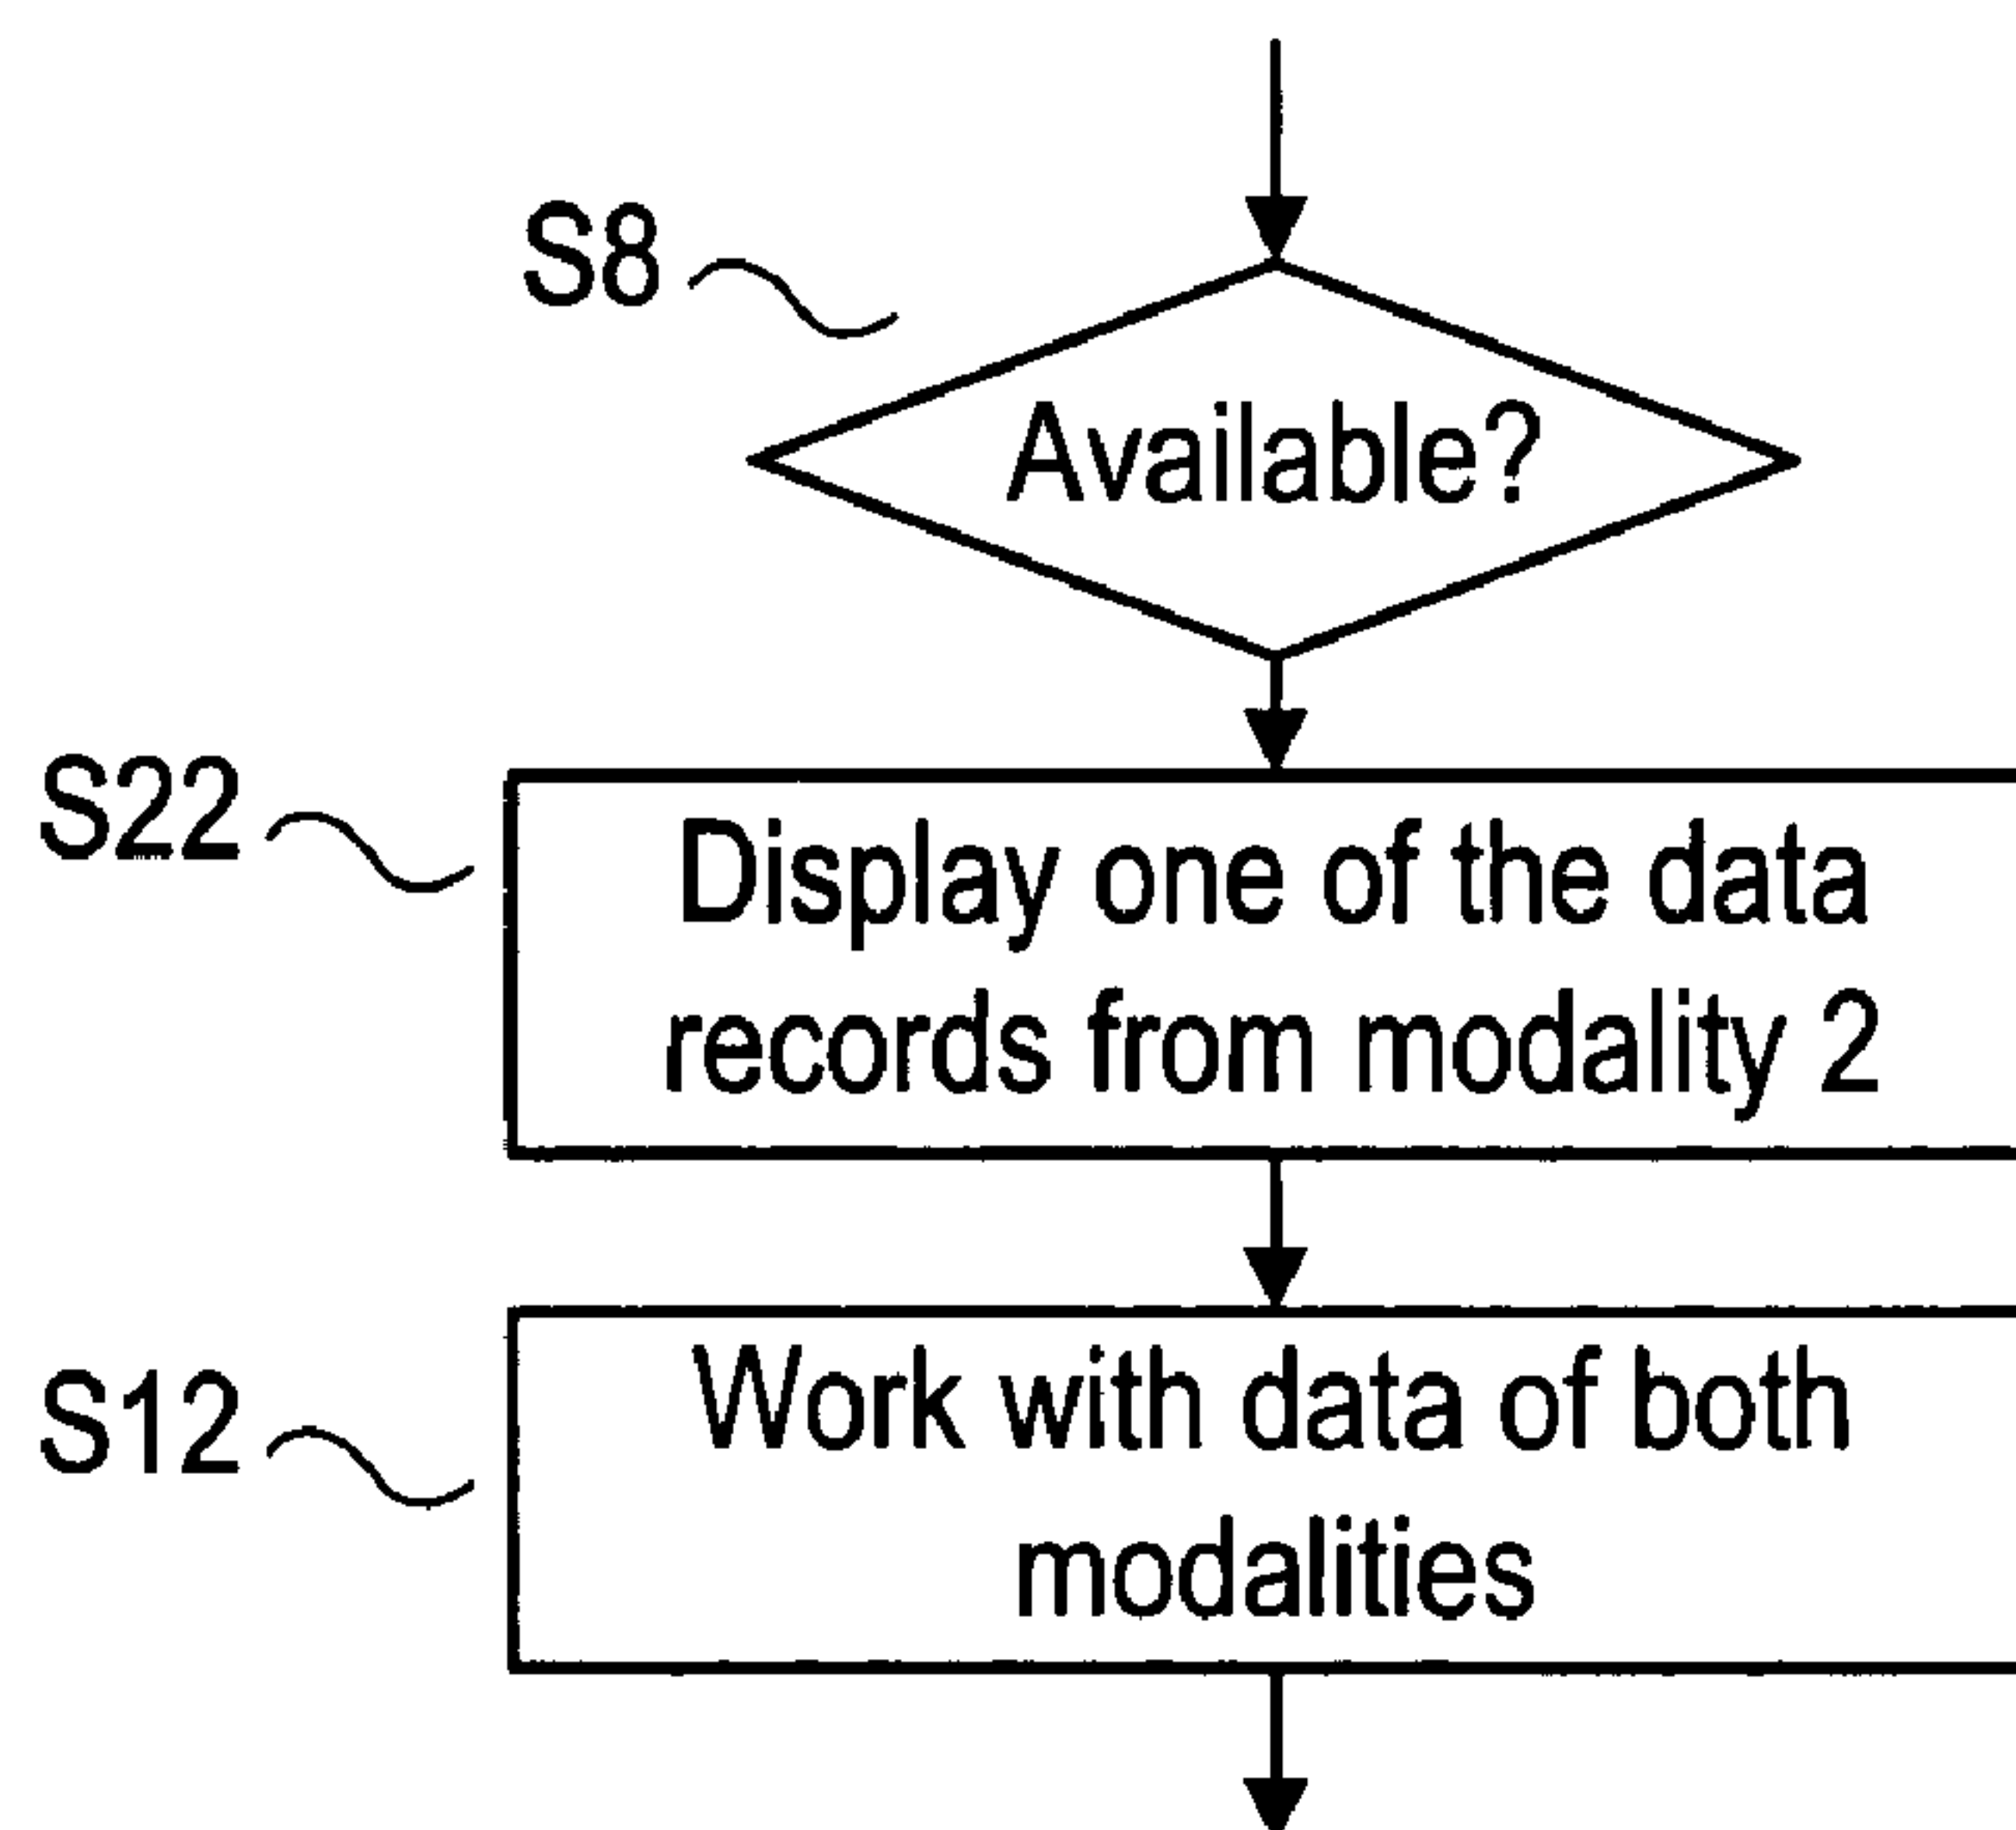 S8
Available?
S22
Display one of the data
records from modality 2
S12
Work with data of both
modalities